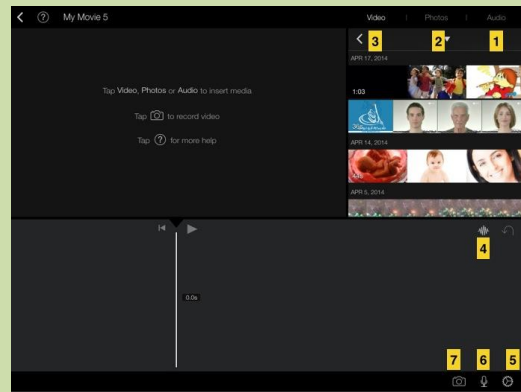 My Movie 5
Video Photos Audio
3 2 1
APR 17, 2014
1:03
Tap Video, Photos or Audio to insert media
Tap to record video
Tap ? for more help
APR 14, 2014
APR 5, 2014
4
0.0s
7 6 5